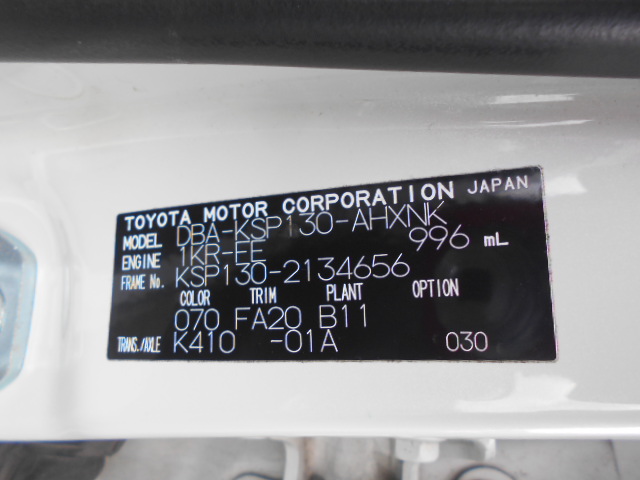 TOYOTA MOTOR CORPORATION JAPAN
MODEL DBA-KSP130-AHXNK
ENGINE 1KR-FE 996 mL
FRAME No. KSP130-2134656
COLOR TRIM PLANT OPTION
070 FA20 B11
TRANS./AXLE K410 -01A 030